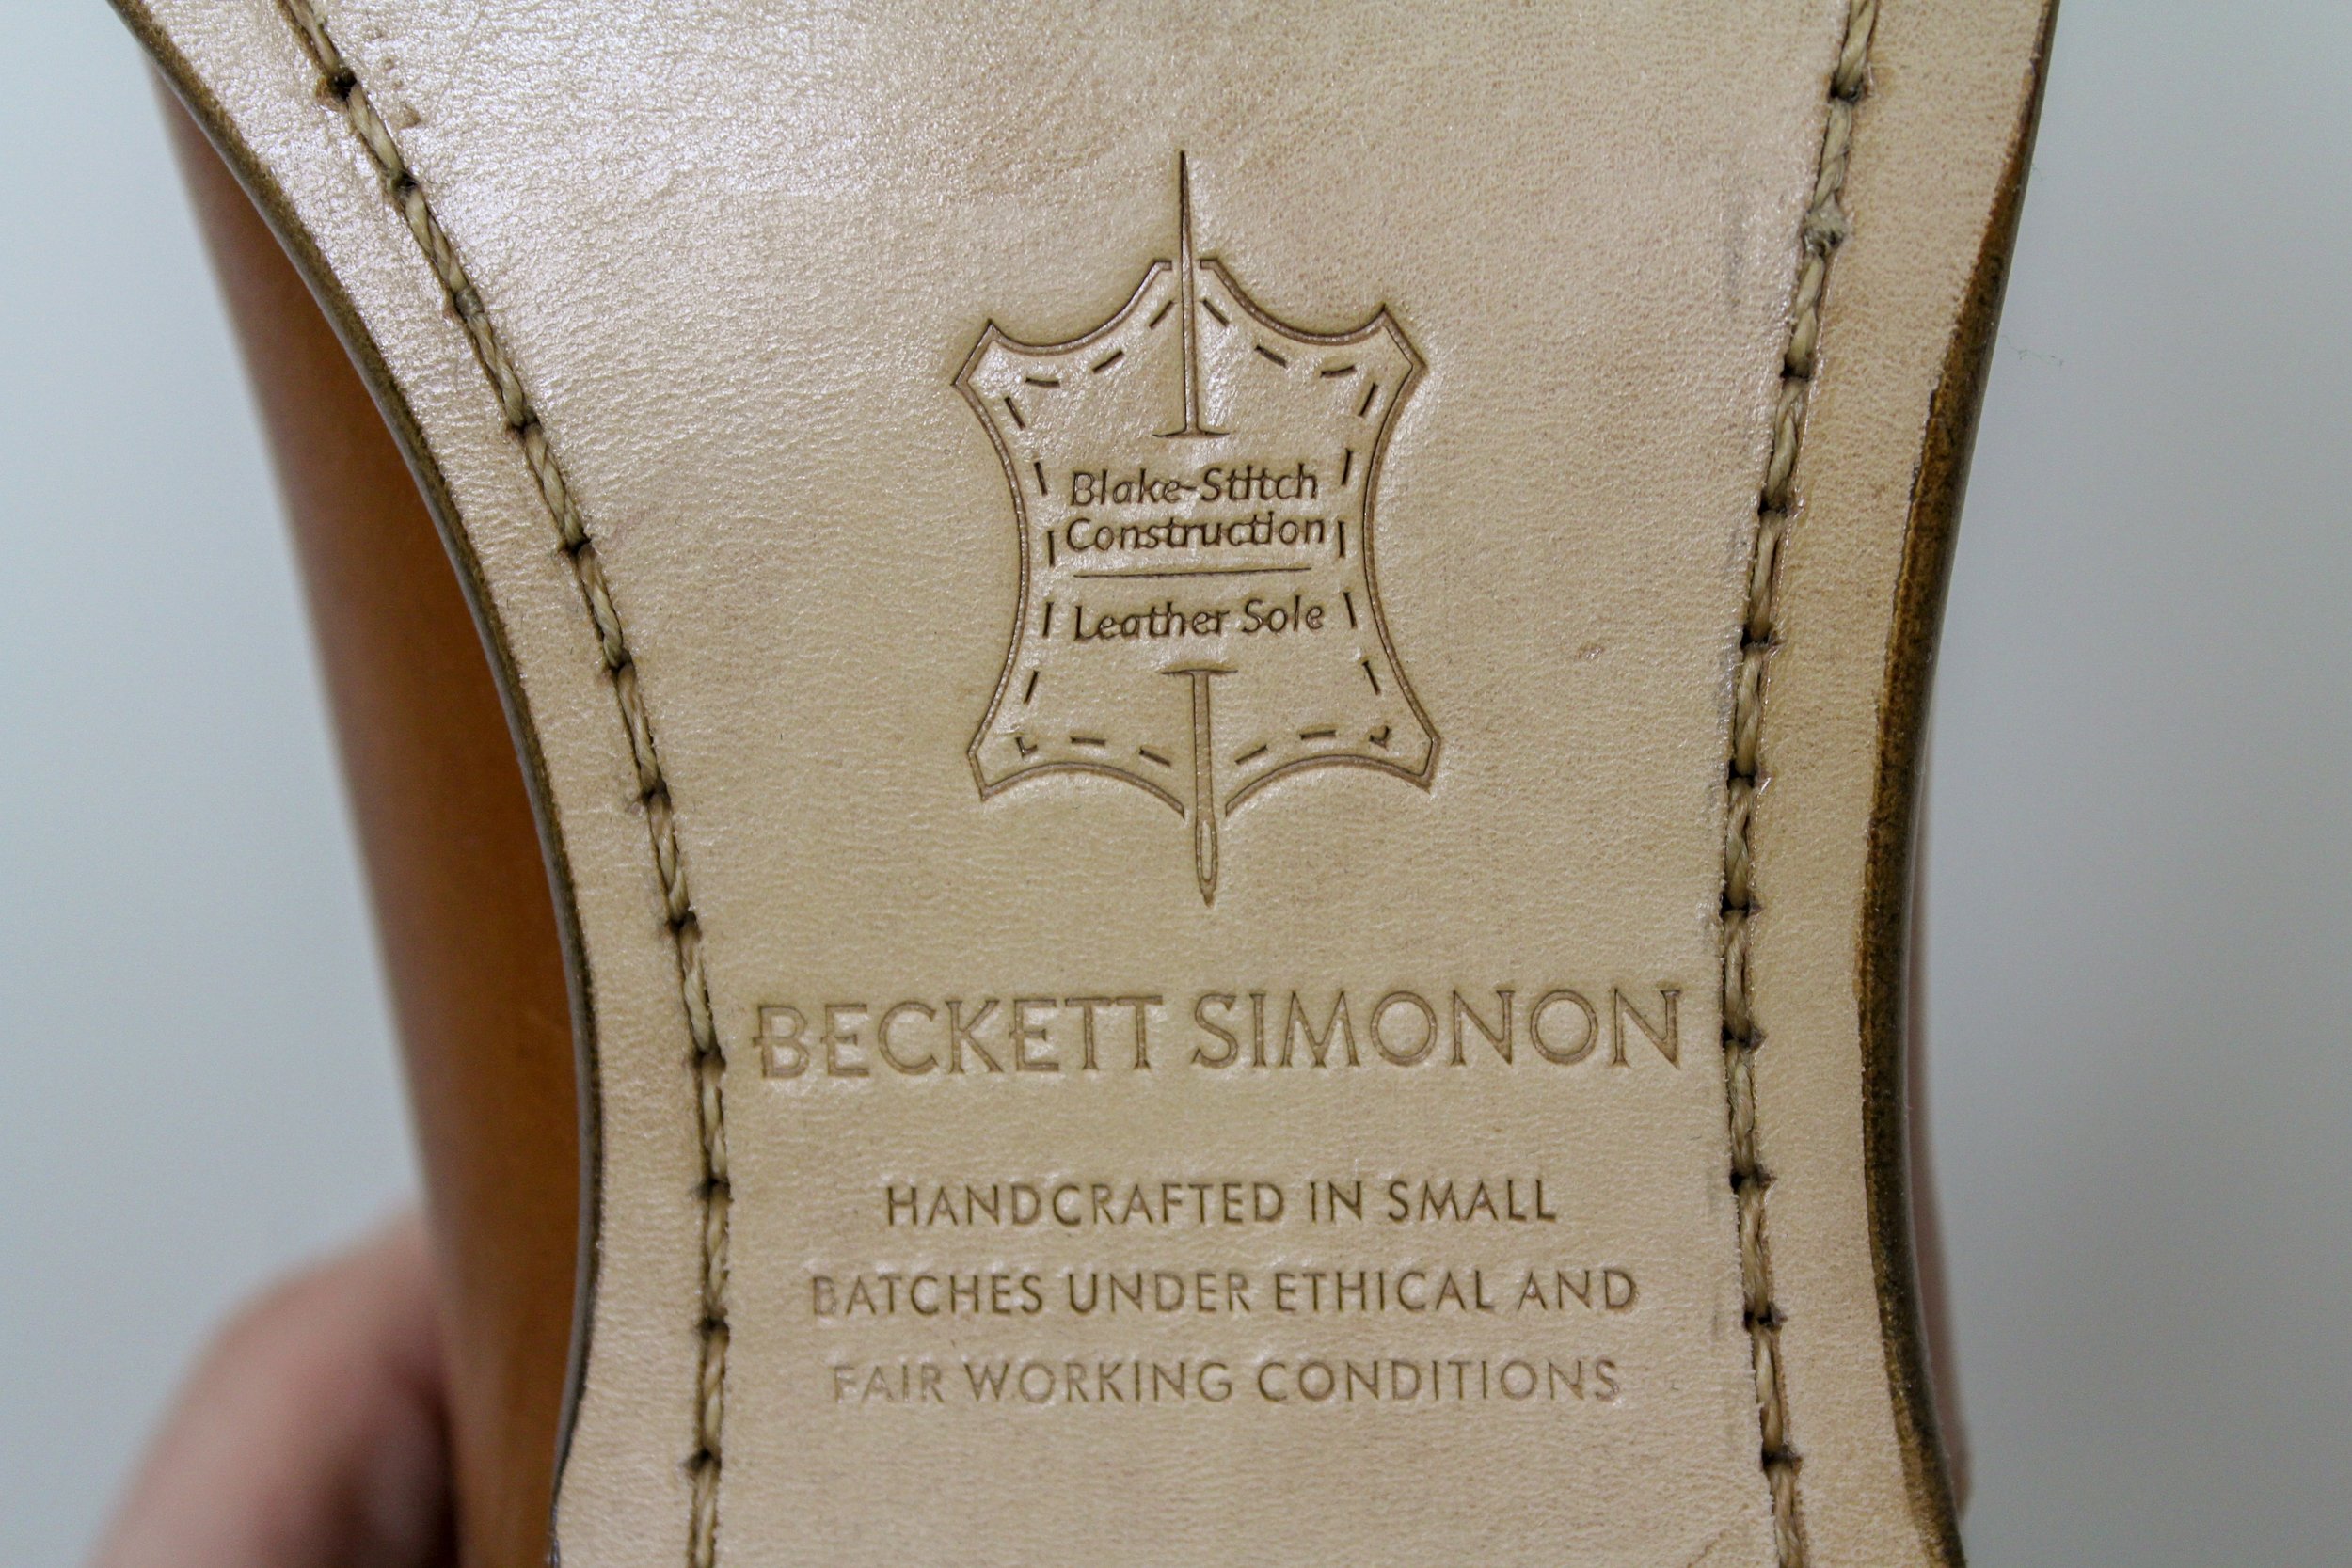 Blake-Stitch
Construction
Leather Sole
BECKETT SIMONON
HANDCRAFTED IN SMALL
BATCHES UNDER ETHICAL AND
FAIR WORKING CONDITIONS